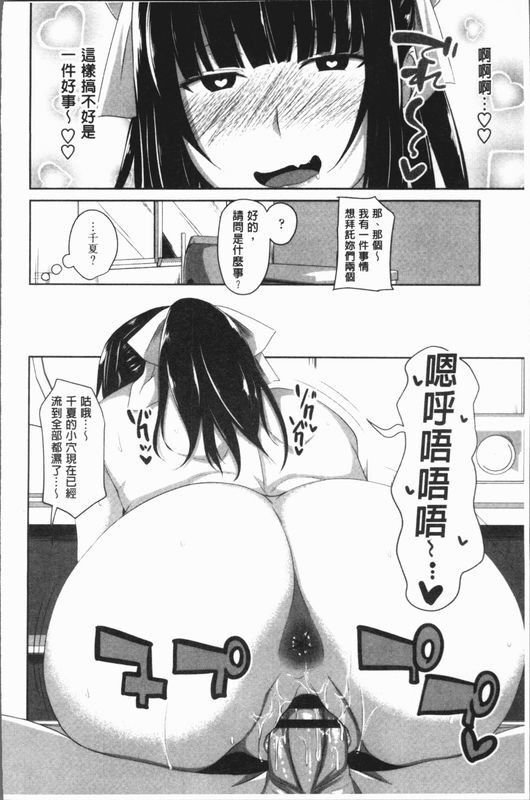 啊啊啊…♡♡
でれ～
這樣搞不好是
一件好事～♡♡
那、那個～
我有一件事情
想拜託妳們兩個
?
好的，
請問是什麼事?
…千夏?
嗯呼唔唔唔～…♥
咕哦…～
千夏的小穴現在已經
流到全部都濕了…～